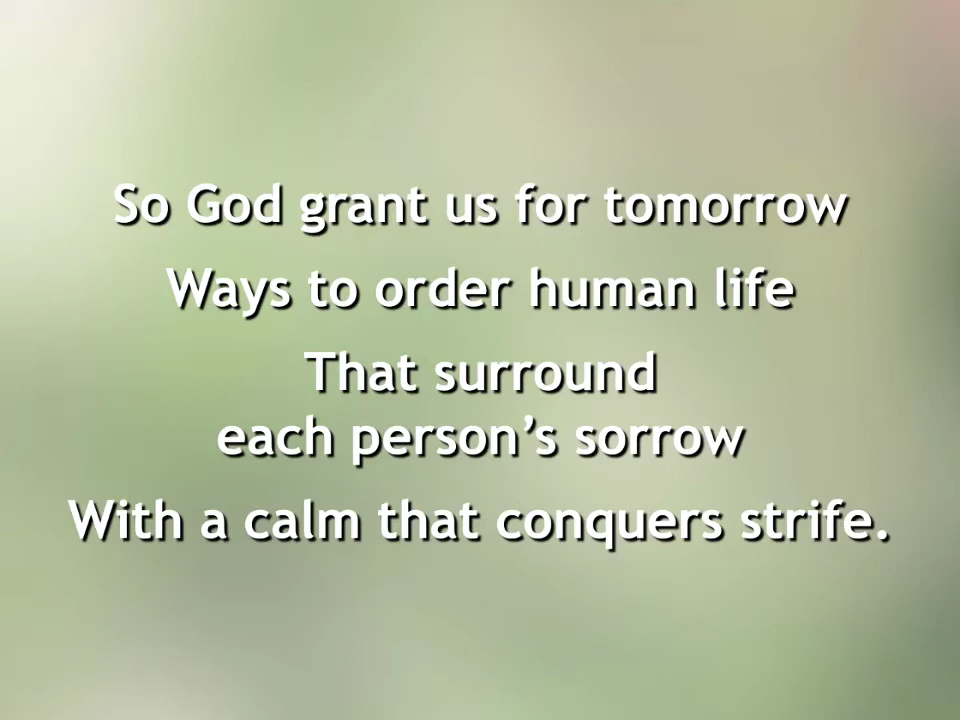 So God grant us for tomorrow
Ways to order human life
That surround
each person’s sorrow
With a calm that conquers strife.